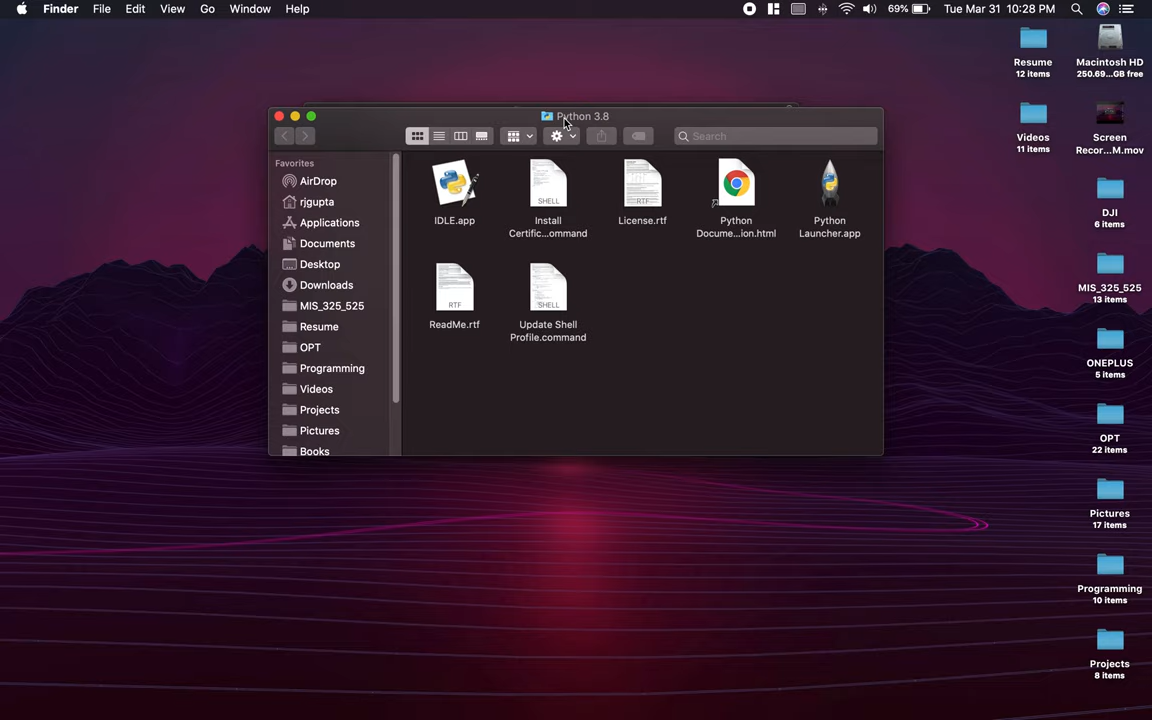 Finder File Edit View Go Window Help
69% Tue Mar 31 10:28 PM
Python 3.8
Search
Favorites
AirDrop
rjgupta
Applications
Documents
Desktop
Downloads
MIS_325_525
Resume
OPT
Programming
Videos
Projects
Pictures
Books
IDLE.app
SHELL
Install
Certific...ommand
RTF
License.rtf
Python
Docume...ion.html
Python
Launcher.app
RTF
ReadMe.rtf
SHELL
Update Shell
Profile.command
Resume
12 items
Macintosh HD
250.69...GB free
Videos
11 items
Screen
Recor...M.mov
DJI
6 items
MIS_325_525
13 items
ONEPLUS
5 items
OPT
22 items
Pictures
17 items
Programming
10 items
Projects
8 items